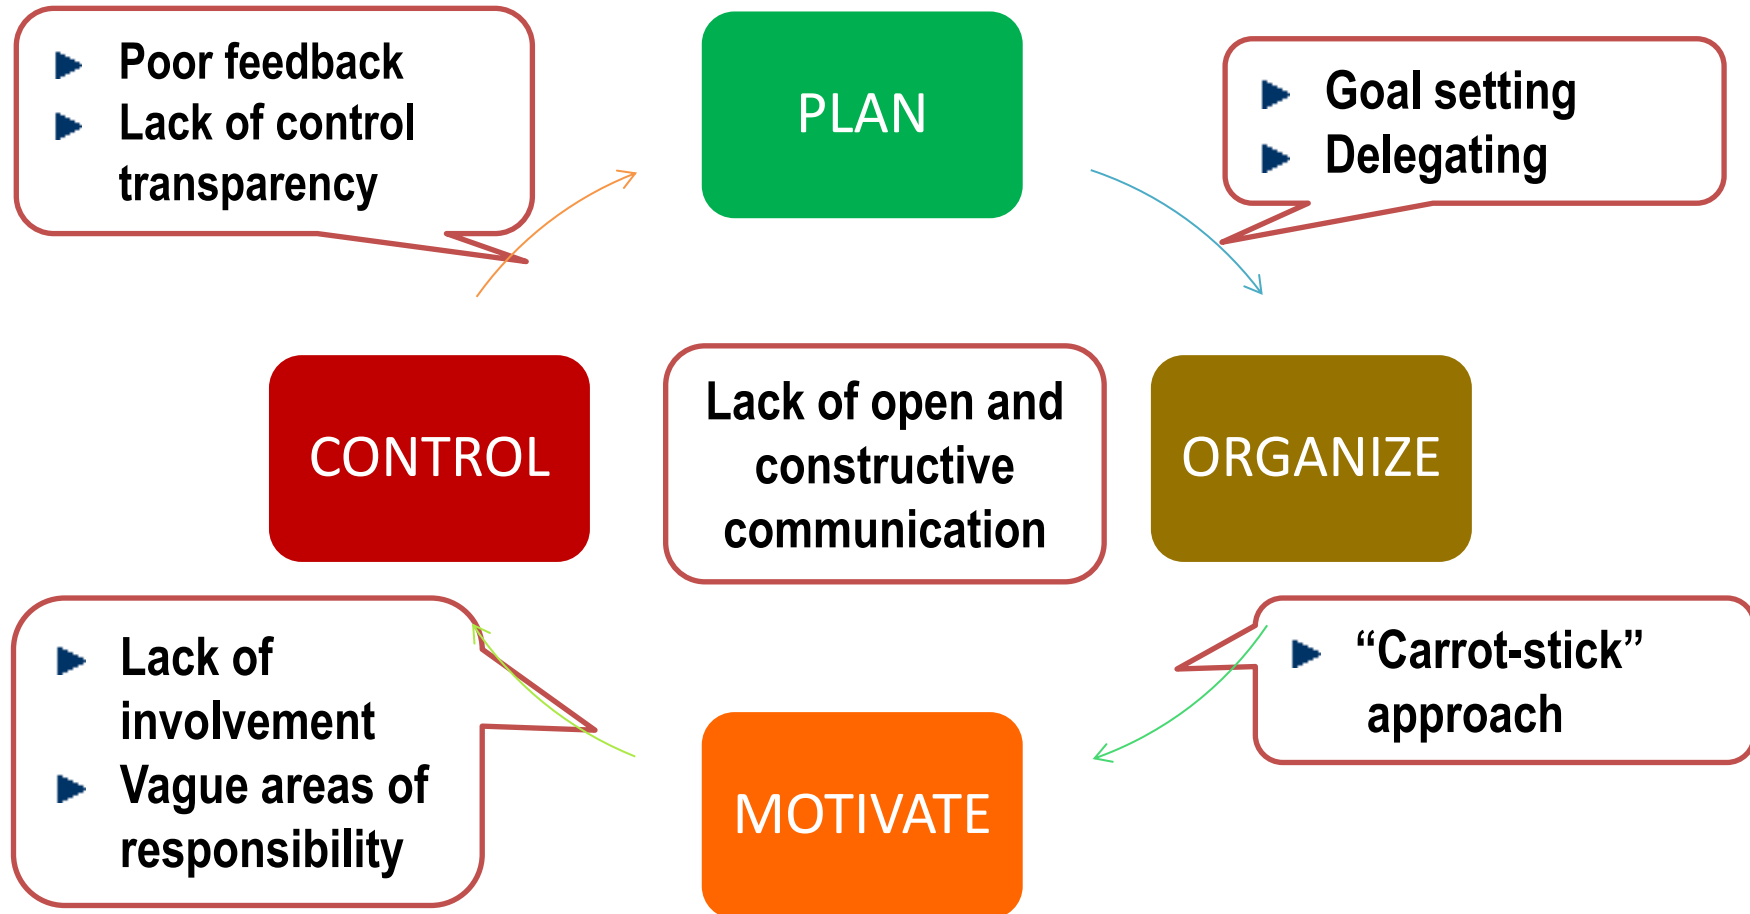 Poor feedback
Lack of control
transparency
PLAN
Goal setting
Delegating
CONTROL
Lack of open and
constructive
communication
ORGANIZE
Lack of
involvement
Vague areas of
responsibility
MOTIVATE
“Carrot-stick”
approach